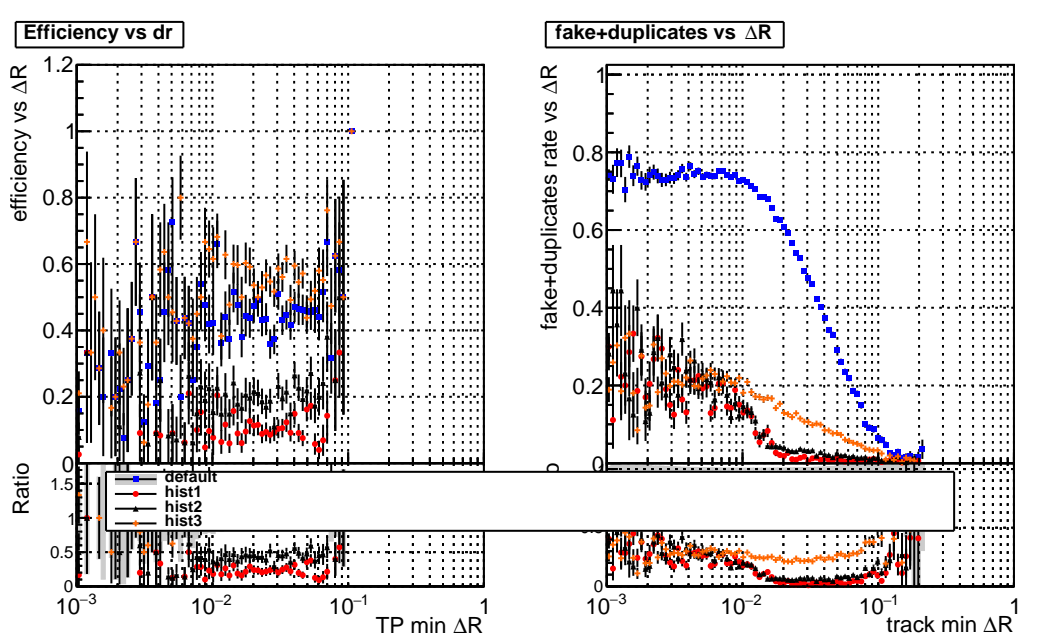 Efficiency vs dr
fake+duplicates vs ΔR
efficiency vs ΔR
1.2
1
0.8
0.6
0.4
0.2
0
fake+duplicates rate vs ΔR
1
0.8
0.6
0.4
0.2
0
Ratio
1.5
1
0.5
0
0
default
hist1
hist2
hist3
10⁻³
10⁻²
10⁻¹
1
TP min ΔR
10⁻³
10⁻²
10⁻¹
1
track min ΔR